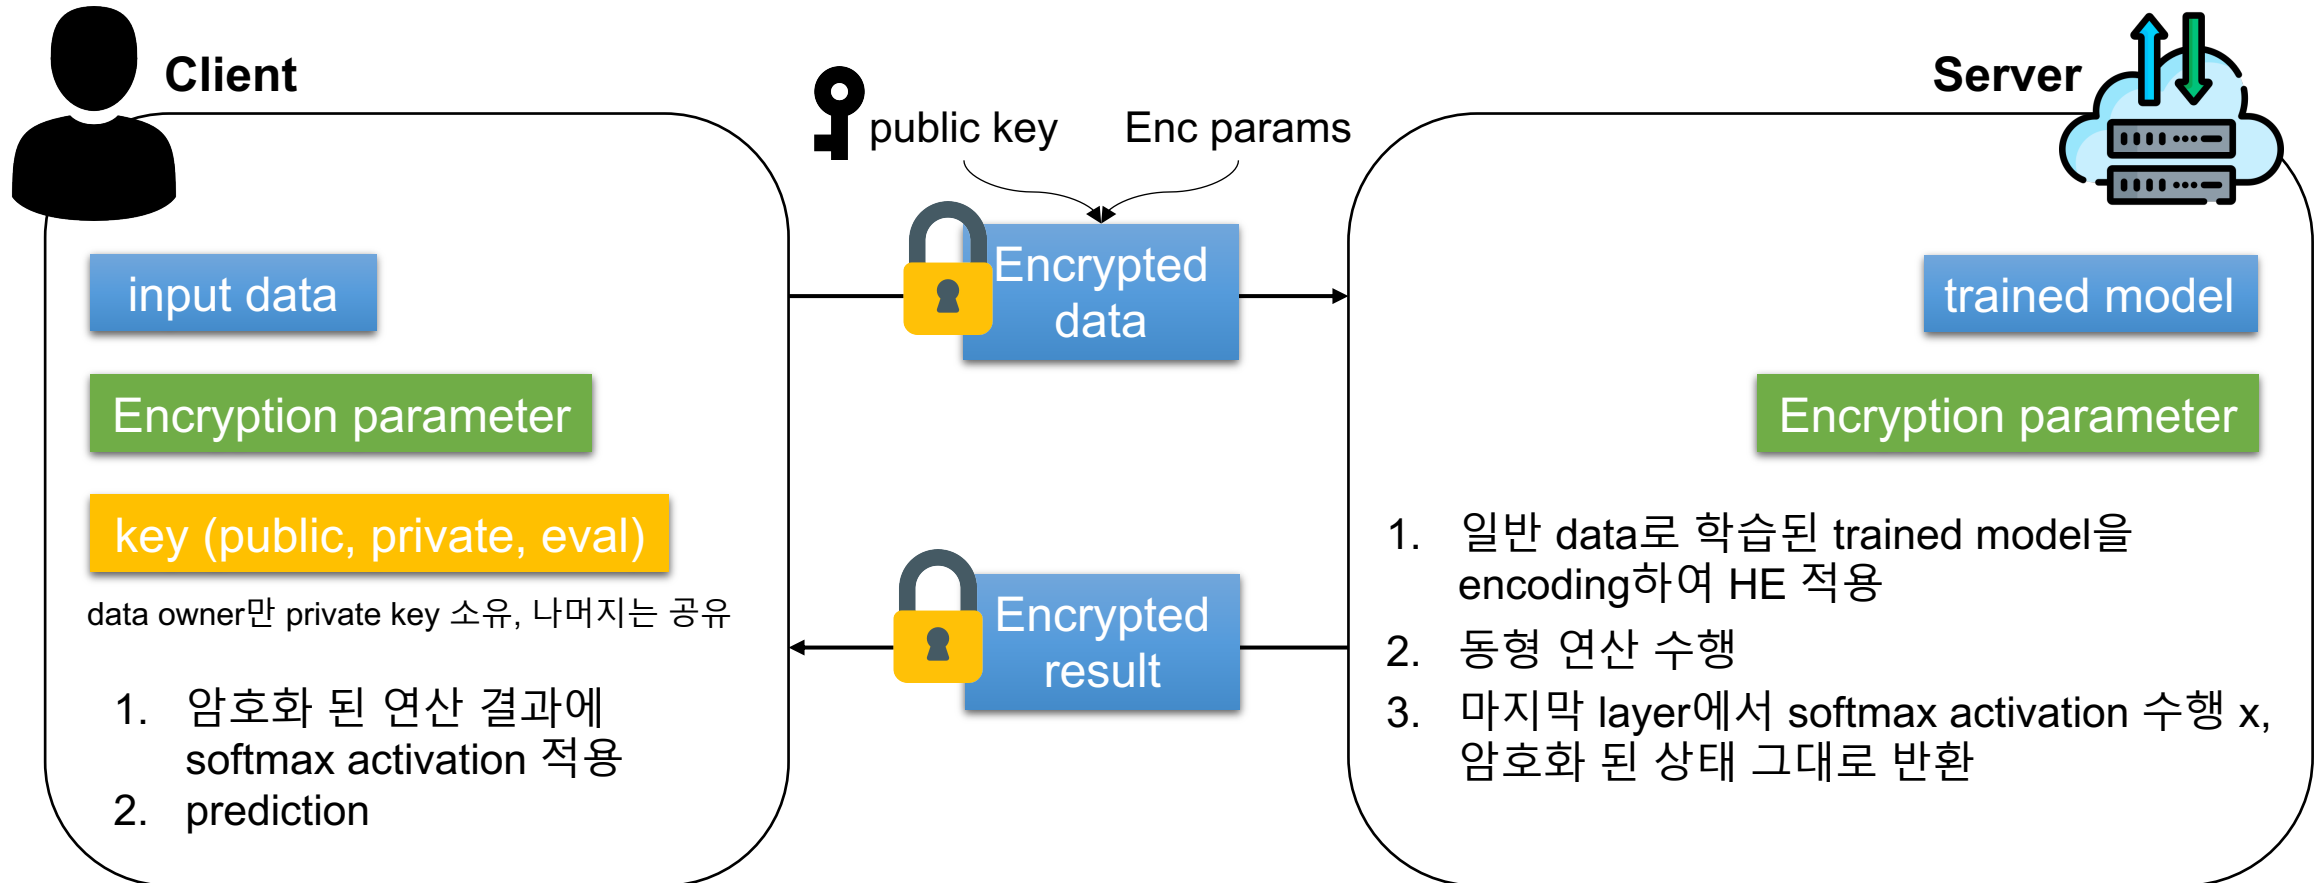 Client
input data
Encryption parameter
key (public, private, eval)
data owner만 private key 소유, 나머지는 공유
1. 암호화 된 연산 결과에
softmax activation 적용
2. prediction
public key
Enc params
Encrypted
data
Encrypted
result
Server
trained model
Encryption parameter
1. 일반 data로 학습된 trained model을
encoding하여 HE 적용
2. 동형 연산 수행
3. 마지막 layer에서 softmax activation 수행 x,
암호화 된 상태 그대로 반환